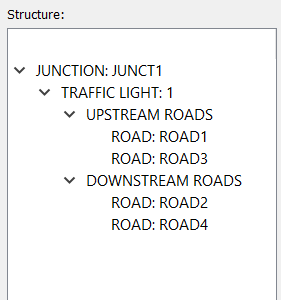 Structure:
JUNCTION: JUNCT1
TRAFFIC LIGHT: 1
UPSTREAM ROADS
ROAD: ROAD1
ROAD: ROAD3
DOWNSTREAM ROADS
ROAD: ROAD2
ROAD: ROAD4